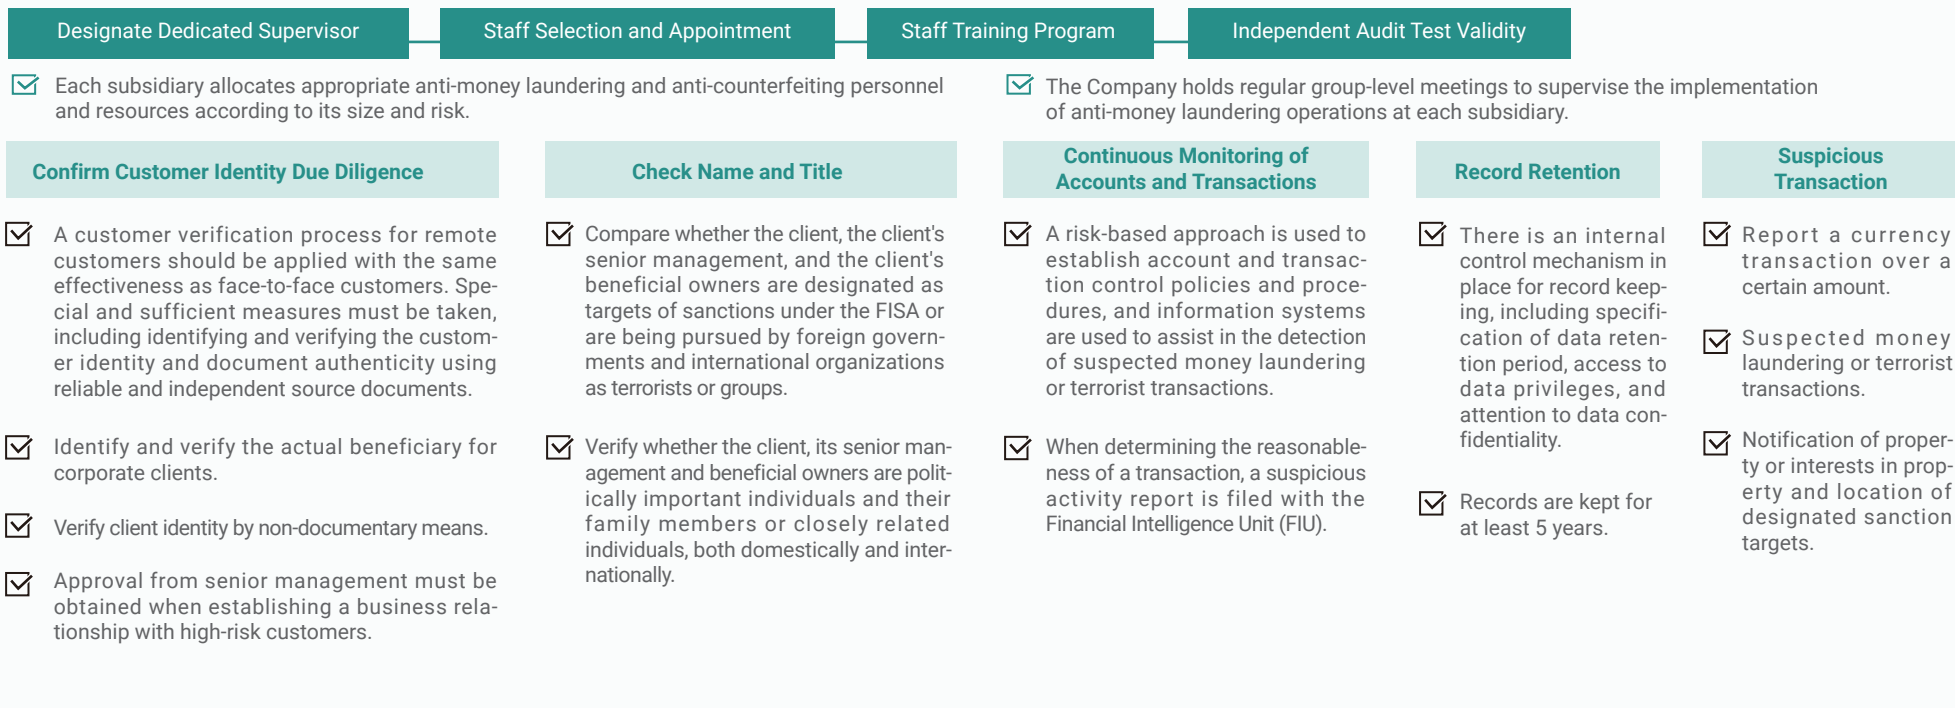 Designate Dedicated Supervisor
Staff Selection and Appointment
Staff Training Program
Independent Audit Test Validity
Each subsidiary allocates appropriate anti-money laundering and anti-counterfeiting personnel
and resources according to its size and risk.
The Company holds regular group-level meetings to supervise the implementation
of anti-money laundering operations at each subsidiary.
Confirm Customer Identity Due Diligence
A customer verification process for remote
customers should be applied with the same
effectiveness as face-to-face customers. Spe-
cial and sufficient measures must be taken,
including identifying and verifying the custom-
er identity and document authenticity using
reliable and independent source documents.
Identify and verify the actual beneficiary for
corporate clients.
Verify client identity by non-documentary means.
Approval from senior management must be
obtained when establishing a business rela-
tionship with high-risk customers.
Check Name and Title
Compare whether the client, the client's
senior management, and the client's
beneficial owners are designated as
targets of sanctions under the FISA or
are being pursued by foreign govern-
ments and international organizations
as terrorists or groups.
Verify whether the client, its senior man-
agement and beneficial owners are polit-
ically important individuals and their
family members or closely related
individuals, both domestically and inter-
nationally.
Continuous Monitoring of
Accounts and Transactions
A risk-based approach is used to
establish account and transac-
tion control policies and proce-
dures, and information systems
are used to assist in the detection
of suspected money laundering
or terrorist transactions.
When determining the reasonable-
ness of a transaction, a suspicious
activity report is filed with the
Financial Intelligence Unit (FIU).
Record Retention
There is an internal
control mechanism in
place for record keep-
ing, including specifi-
cation of data reten-
tion period, access to
data privileges, and
attention to data con-
fidentiality.
Records are kept for
at least 5 years.
Suspicious
Transaction
Report a currency
transaction over a
certain amount.
Suspected money
laundering or terrorist
transactions.
Notification of proper-
ty or interests in prop-
erty and location of
designated sanction
targets.